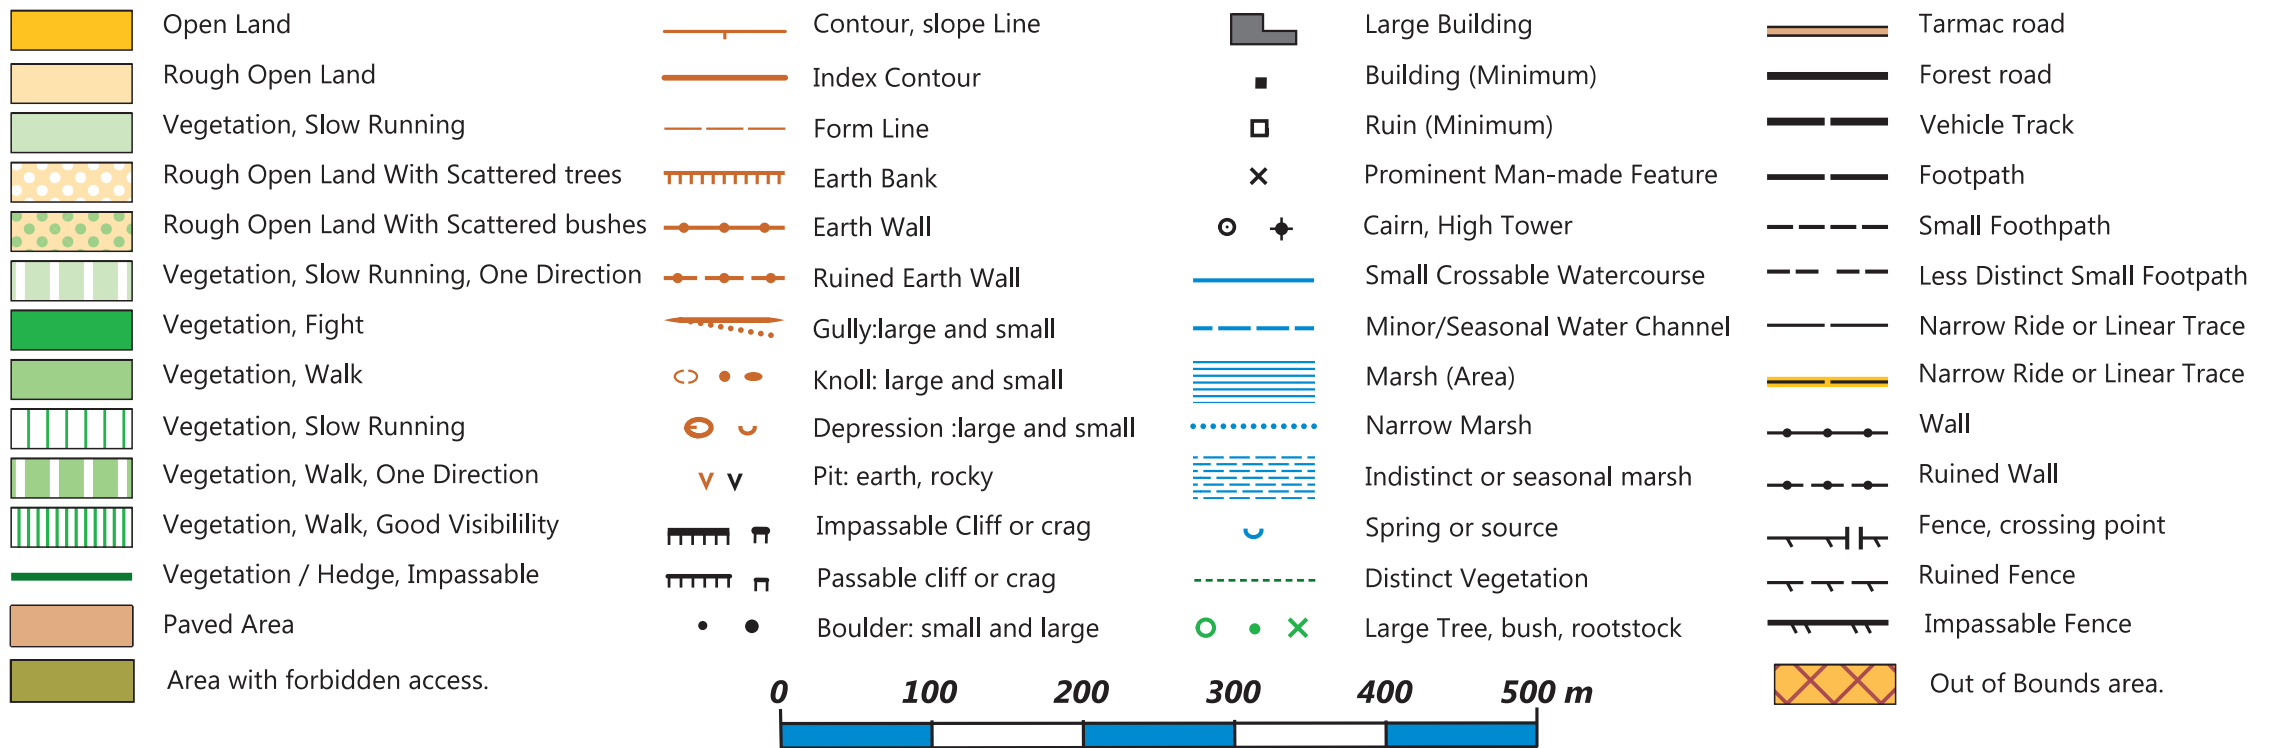 Open Land
Rough Open Land
Vegetation, Slow Running
Rough Open Land With Scattered trees
Rough Open Land With Scattered bushes
Vegetation, Slow Running, One Direction
Vegetation, Fight
Vegetation, Walk
Vegetation, Slow Running
Vegetation, Walk, One Direction
Vegetation, Walk, Good Visibilility
Vegetation / Hedge, Impassable
Paved Area
Area with forbidden access.
Contour, slope Line
Index Contour
Form Line
Earth Bank
Earth Wall
Ruined Earth Wall
Gully:large and small
Knoll: large and small
Depression :large and small
Pit: earth, rocky
Impassable Cliff or crag
Passable cliff or crag
Boulder: small and large
Large Building
Building (Minimum)
Ruin (Minimum)
Prominent Man-made Feature
Cairn, High Tower
Small Crossable Watercourse
Minor/Seasonal Water Channel
Marsh (Area)
Narrow Marsh
Indistinct or seasonal marsh
Spring or source
Distinct Vegetation
Large Tree, bush, rootstock
Tarmac road
Forest road
Vehicle Track
Footpath
Small Foothpath
Less Distinct Small Footpath
Narrow Ride or Linear Trace
Narrow Ride or Linear Trace
Wall
Ruined Wall
Fence, crossing point
Ruined Fence
Impassable Fence
Out of Bounds area.
0 100 200 300 400 500 m